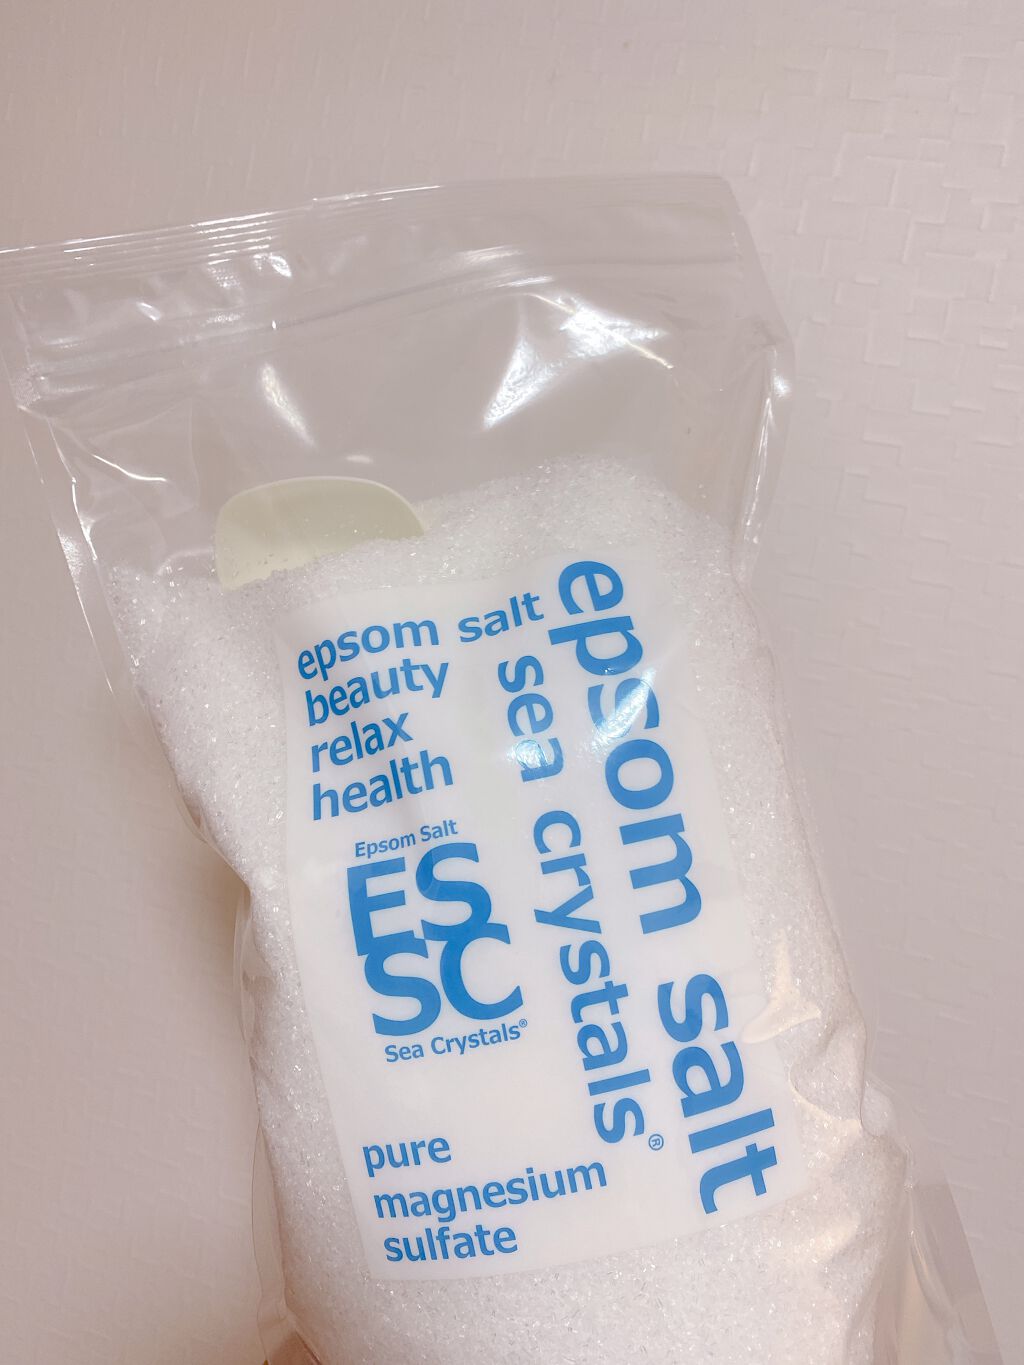 epsom salt
beauty
relax
health
Epsom Salt
ES
SC
Sea Crystals®
pure
magnesium
sulfate
epsom salt
sea crystals®